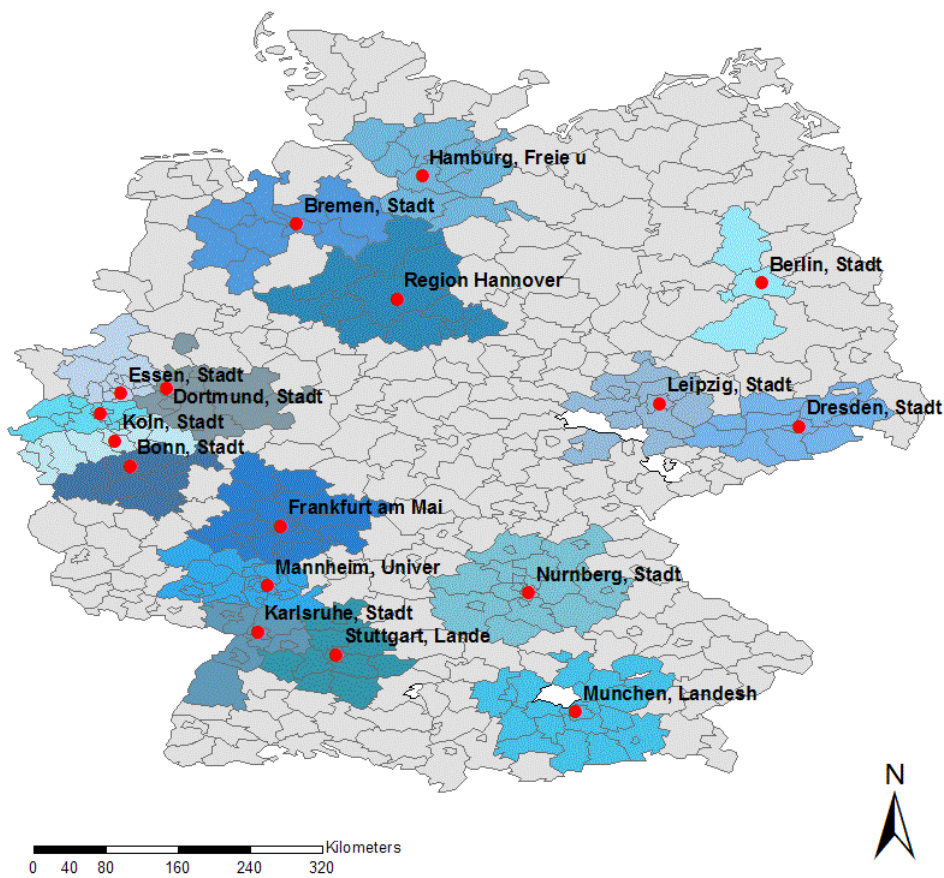 Hamburg, Freie u
Bremen, Stadt
Berlin, Stadt
Region Hannover
Essen, Stadt
Dortmund, Stadt
Leipzig, Stadt
Dresden, Stadt
Koln, Stadt
Bonn, Stadt
Frankfurt am Mai
Mannheim, Univer
Nurnberg, Stadt
Karlsruhe, Stadt
Stuttgart, Lande
Munchen, Landesh
N
Kilometers
0 40 80 160 240 320